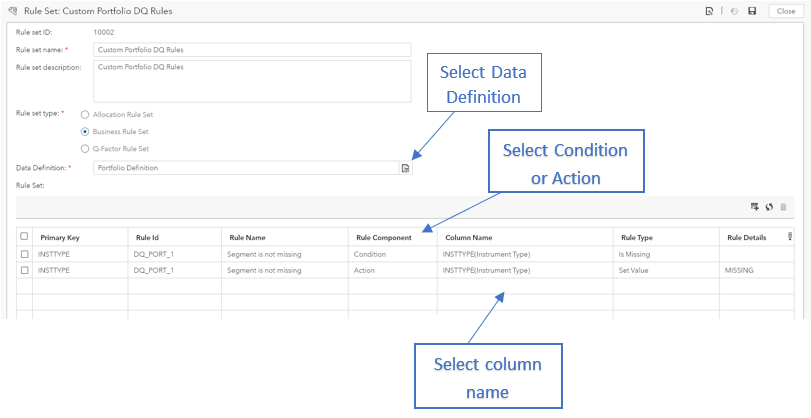 Rule Set: Custom Portfolio DQ Rules
Close
Rule set ID: 10002
Rule set name: * Custom Portfolio DQ Rules
Rule set description: Custom Portfolio DQ Rules
Select Data
Definition
Rule set type: * Allocation Rule Set
Business Rule Set
Q-Factor Rule Set
Select Condition
or Action
Data Definition: * Portfolio Definition
Rule Set:
Primary Key Rule Id Rule Name Rule Component Column Name Rule Type Rule Details
INSTTYPE DQ_PORT_1 Segment is not missing Condition INSTTYPE(Instrument Type) Is Missing
INSTTYPE DQ_PORT_1 Segment is not missing Action INSTTYPE(Instrument Type) Set Value MISSING
Select column
name